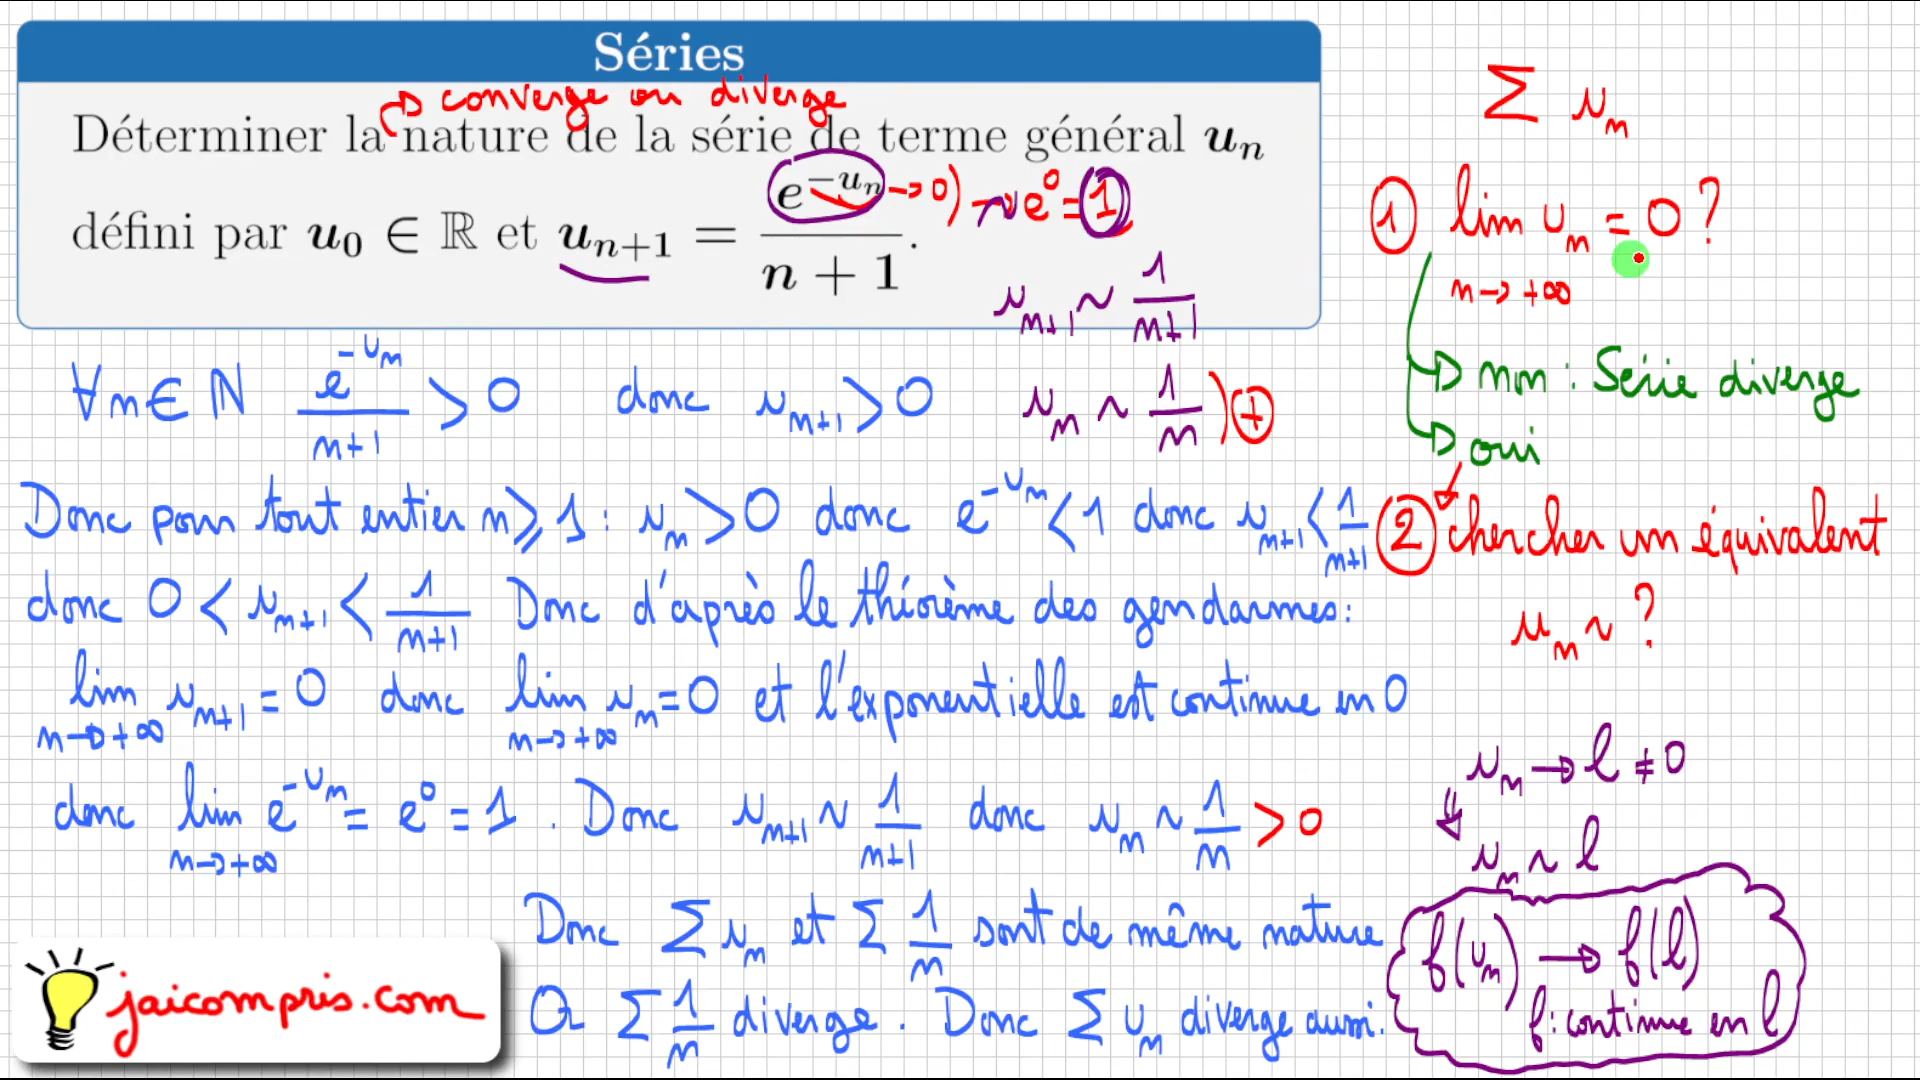 Séries
→ converge ou diverge
Déterminer la nature de la série de terme général uₙ
défini par u₀ ∈ ℝ et uₙ₊₁ = e^(-uₙ) / (n + 1).
→ 0) ~ e⁰ = 1
uₙ₊₁ ~ 1/(n+1)
uₙ ~ 1/n ) +
∀n ∈ ℕ e^(-uₙ)/(n+1) > 0 donc uₙ₊₁ > 0
Donc pour tout entier n ⩾ 1 : uₙ > 0 donc e^(-uₙ) < 1 donc uₙ₊₁ < 1/(n+1)
donc 0 < uₙ₊₁ < 1/(n+1) Donc d'après le théorème des gendarmes :
lim n→+∞ uₙ₊₁ = 0 donc lim n→+∞ uₙ = 0 et l'exponentielle est continue en 0
donc lim n→+∞ e^(-uₙ) = e⁰ = 1 . Donc uₙ₊₁ ~ 1/(n+1) donc uₙ ~ 1/n > 0
Donc Σ uₙ et Σ 1/n sont de même nature
Or Σ 1/n diverge . Donc Σ uₙ diverge aussi.
jaicompris.com
Σ uₙ
① lim n→+∞ uₙ = 0 ?
→ non : Série diverge
→ oui
② chercher un équivalent
uₙ ~ ?
uₙ → l ≠ 0
⇓
uₙ ~ l
f(uₙ) → f(l)
f : continue en l